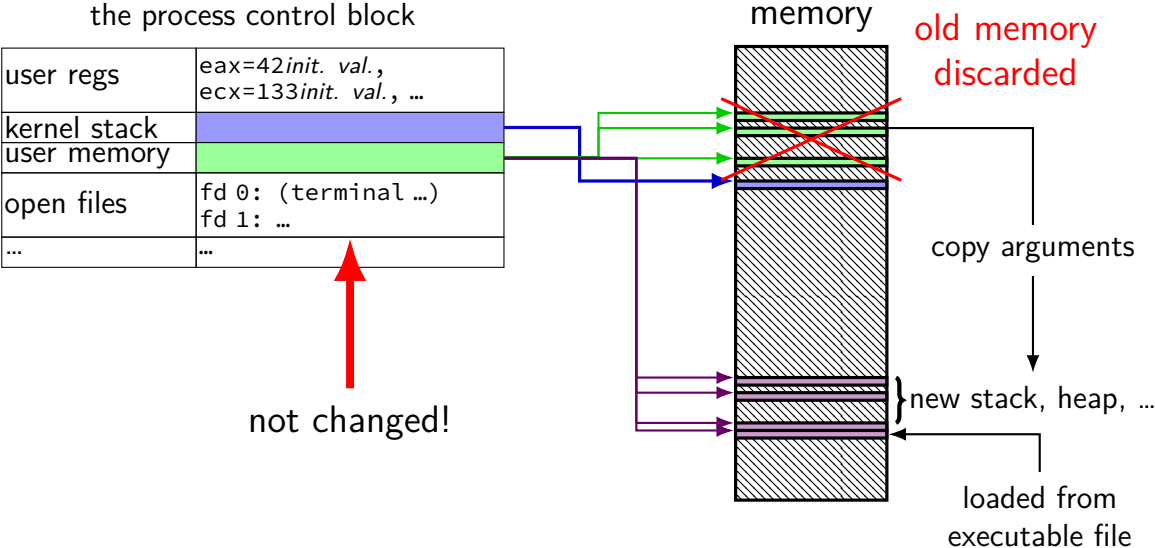 the process control block
user regs
eax=42init. val.,
ecx=133init. val., …
kernel stack
user memory
open files
fd 0: (terminal …)
fd 1: …
… …
not changed!
memory
old memory
discarded
copy arguments
new stack, heap, …
loaded from
executable file